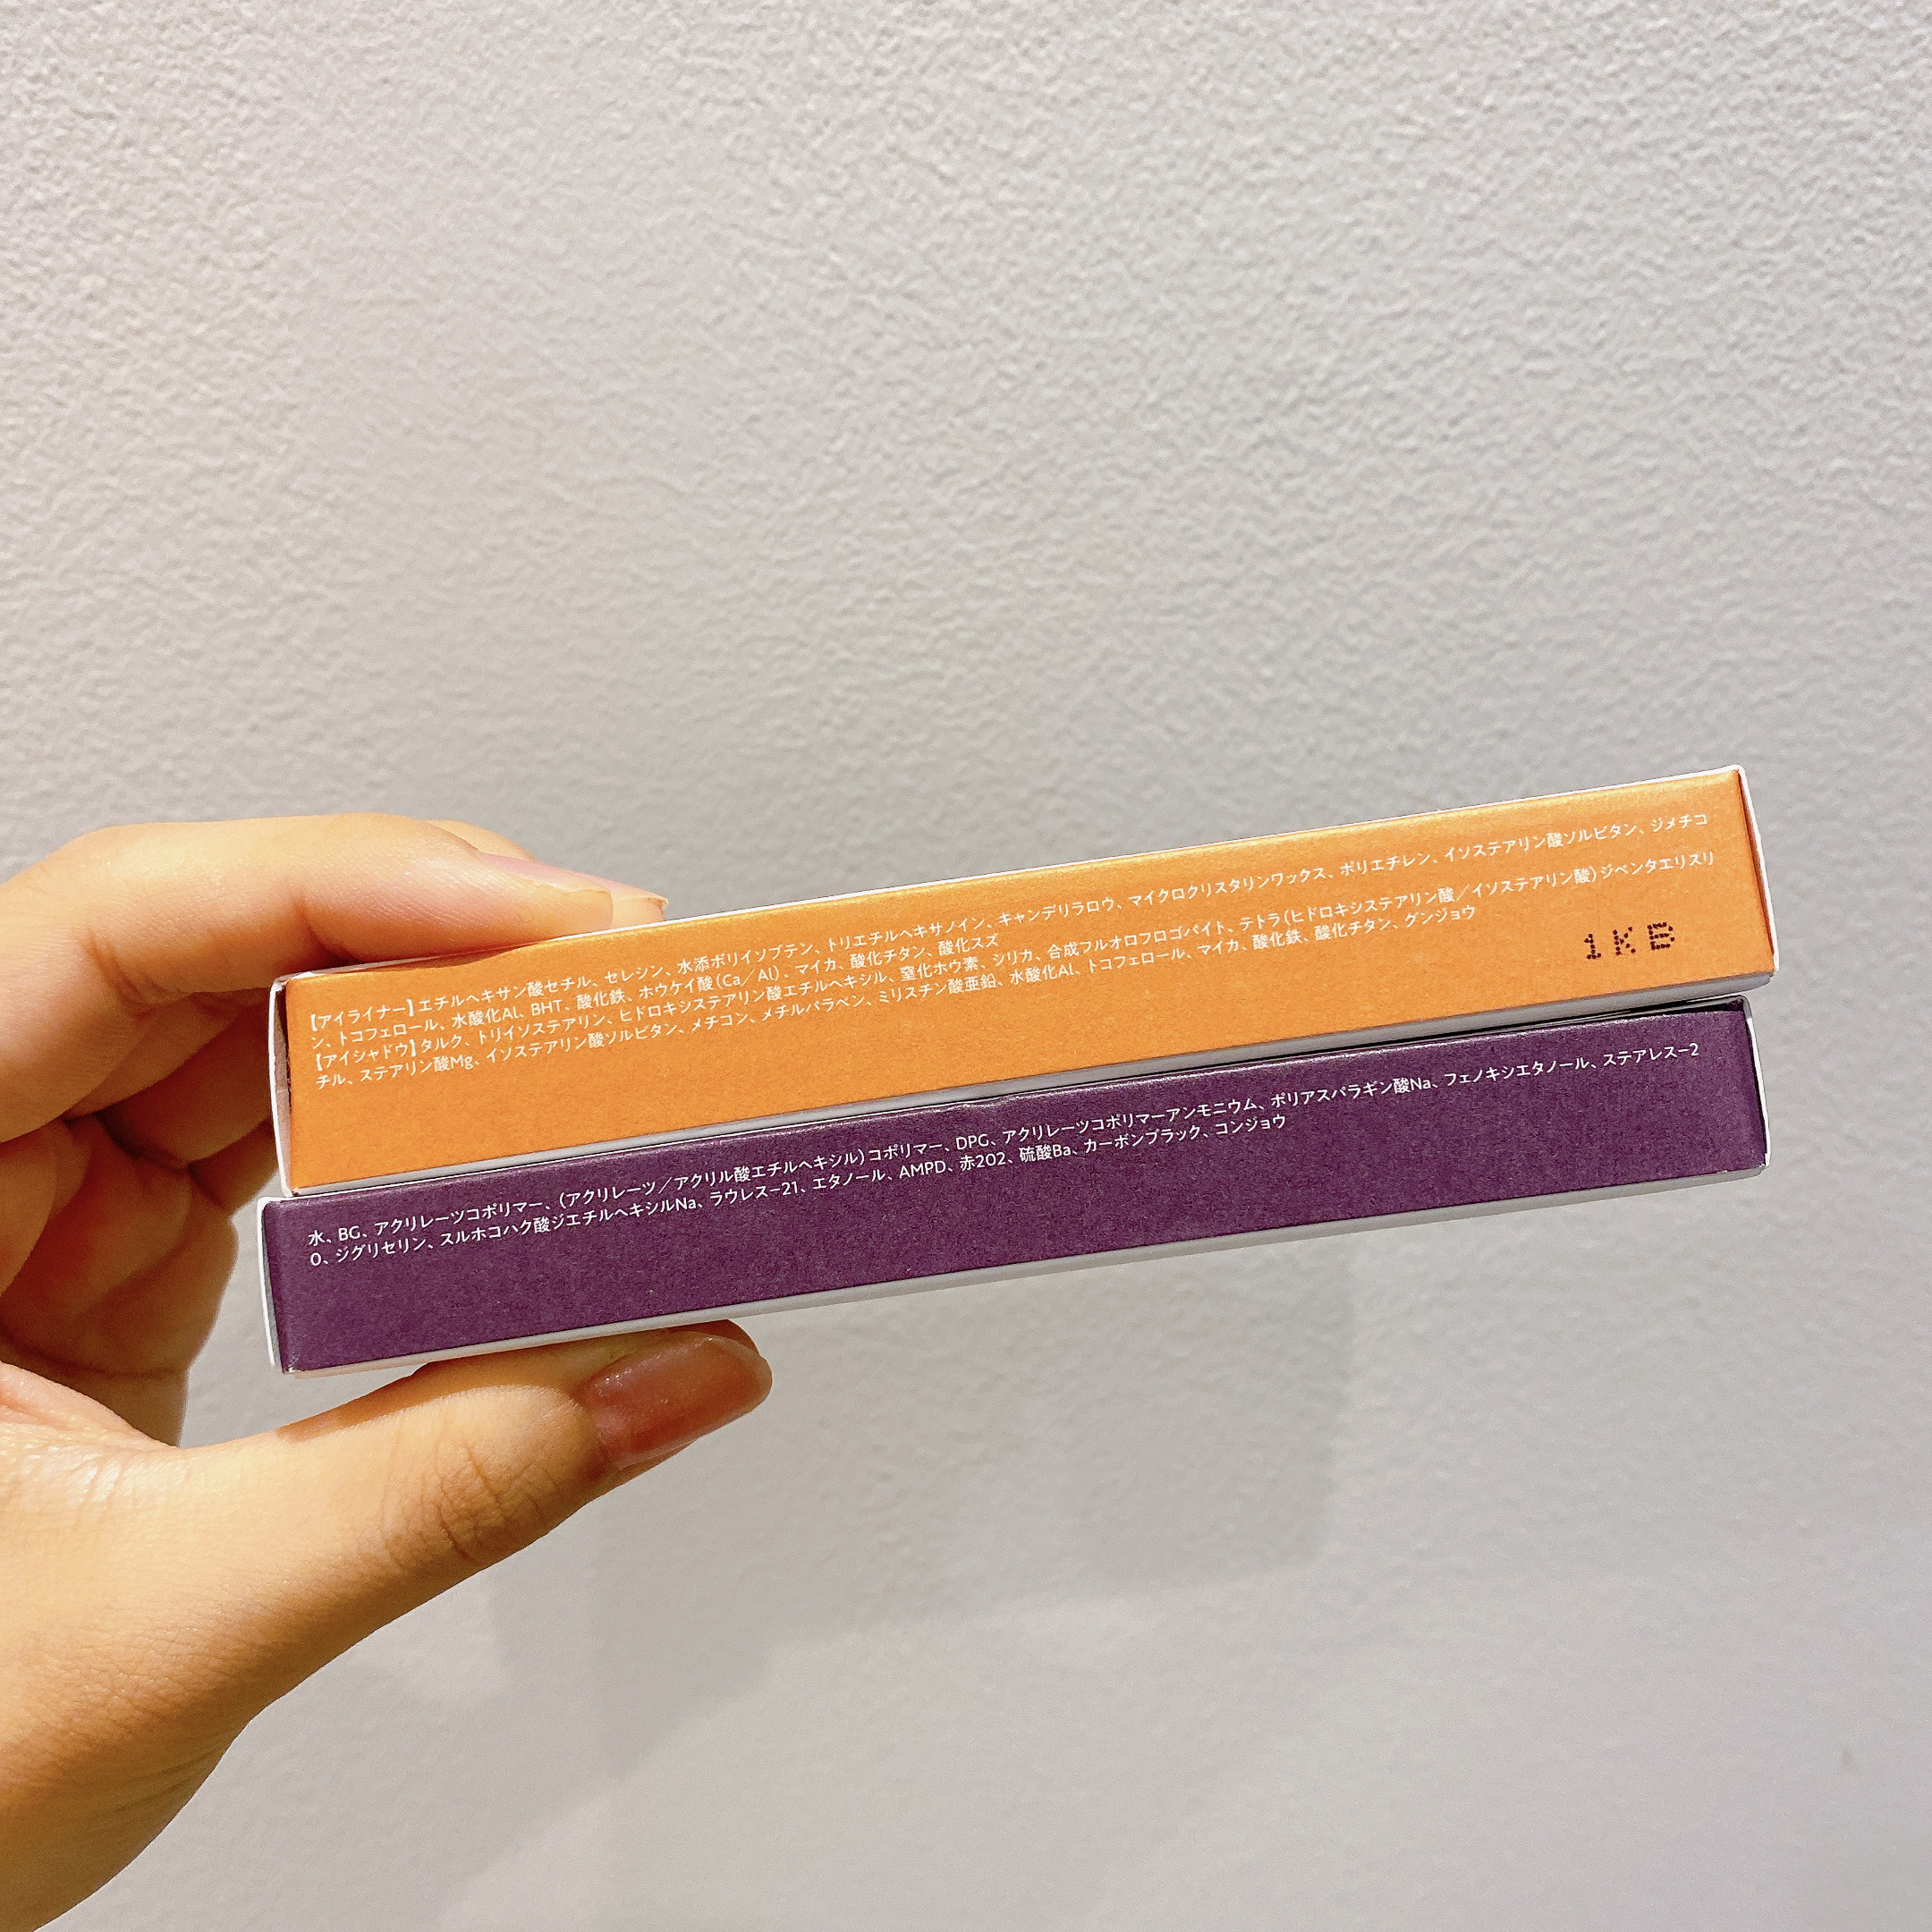 【アイライナー】エチルヘキサン酸セチル、セレシン、水添ポリイソブテン、トリエチルヘキサノイン、キャンデリラロウ、マイクロクリスタリンワックス、ポリエチレン、イソステアリン酸ソルビタン、ジメチコ
ン、トコフェロール、水酸化Al、BHT、酸化鉄、ホウケイ酸（Ca／Al）、マイカ、酸化チタン、酸化スズ
【アイシャドウ】タルク、トリイソステアリン、ヒドロキシステアリン酸エチルヘキシル、窒化ホウ素、シリカ、合成フルオロフロゴパイト、テトラ（ヒドロキシステアリン酸／イソステアリン酸）ジペンタエリスリ
チル、ステアリン酸Mg、イソステアリン酸ソルビタン、メチコン、メチルパラベン、ミリスチン酸亜鉛、水酸化Al、トコフェロール、マイカ、酸化鉄、酸化チタン、グンジョウ
1KB
水、BG、アクリレーツコポリマー、（アクリレーツ／アクリル酸エチルヘキシル）コポリマー、DPG、アクリレーツコポリマーアンモニウム、ポリアスパラギン酸Na、フェノキシエタノール、ステアレス－2
0、ジグリセリン、スルホコハク酸ジエチルヘキシルNa、ラウレス－21、エタノール、AMPD、赤202、硫酸Ba、カーボンブラック、コンジョウ